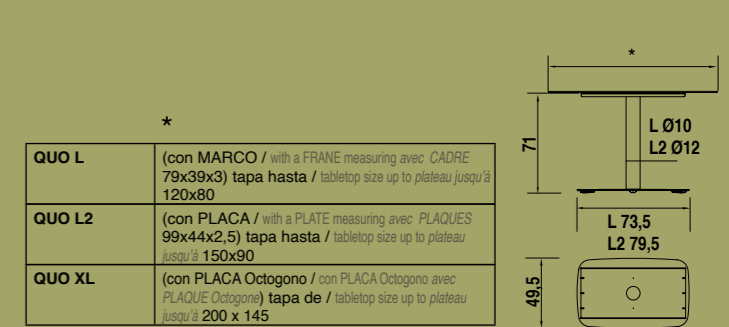 *
QUO L
(con MARCO / with a FRANE measuring avec CADRE
79x39x3) tapa hasta / tabletop size up to plateau jusqu'à
120x80
QUO L2
(con PLACA / with a PLATE measuring avec PLAQUES
99x44x2,5) tapa hasta / tabletop size up to plateau
jusqu'à 150x90
QUO XL
(con PLACA Octogono / con PLACA Octogono avec
PLAQUE Octogone) tapa de / tabletop size up to plateau
jusqu'à 200 x 145
*
71
L Ø10
L2 Ø12
L 73,5
L2 79,5
49,5